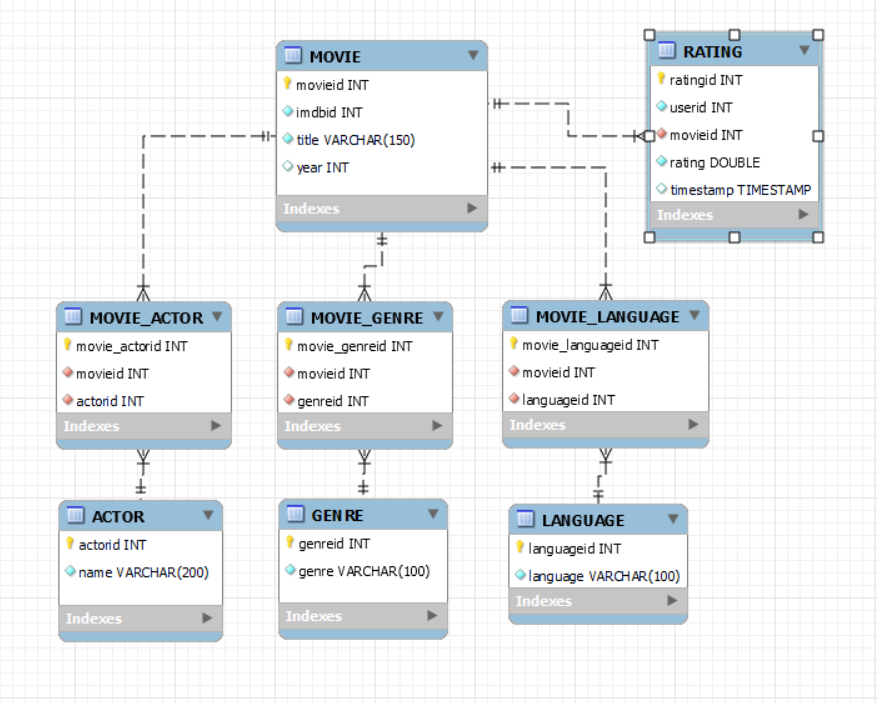 MOVIE
movieid INT
imdbid INT
title VARCHAR(150)
year INT
Indexes
RATING
ratingid INT
userid INT
movieid INT
rating DOUBLE
timestamp TIMESTAMP
Indexes
MOVIE_ACTOR
movie_actorid INT
movieid INT
actorid INT
Indexes
MOVIE_GENRE
movie_genreid INT
movieid INT
genreid INT
Indexes
MOVIE_LANGUAGE
movie_languageid INT
movieid INT
languageid INT
Indexes
ACTOR
actorid INT
name VARCHAR(200)
Indexes
GENRE
genreid INT
genre VARCHAR(100)
Indexes
LANGUAGE
languageid INT
language VARCHAR(100)
Indexes